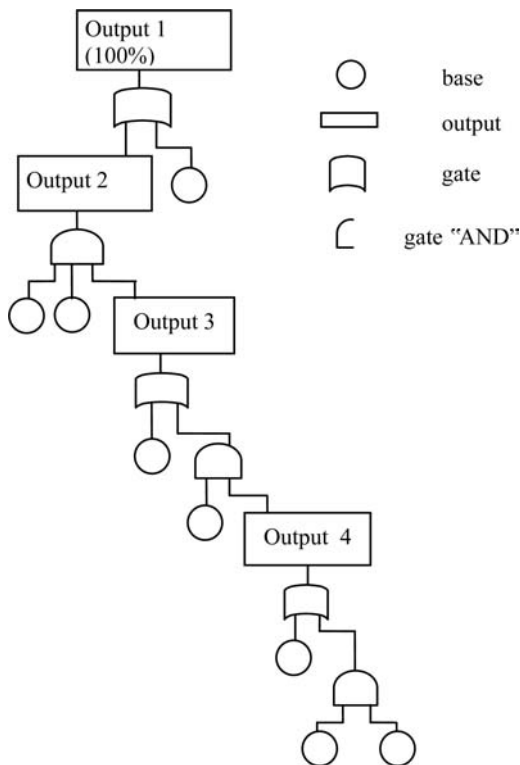 Output 1
(100%)
base
output
Output 2
gate
gate “AND”
Output 3
Output 4